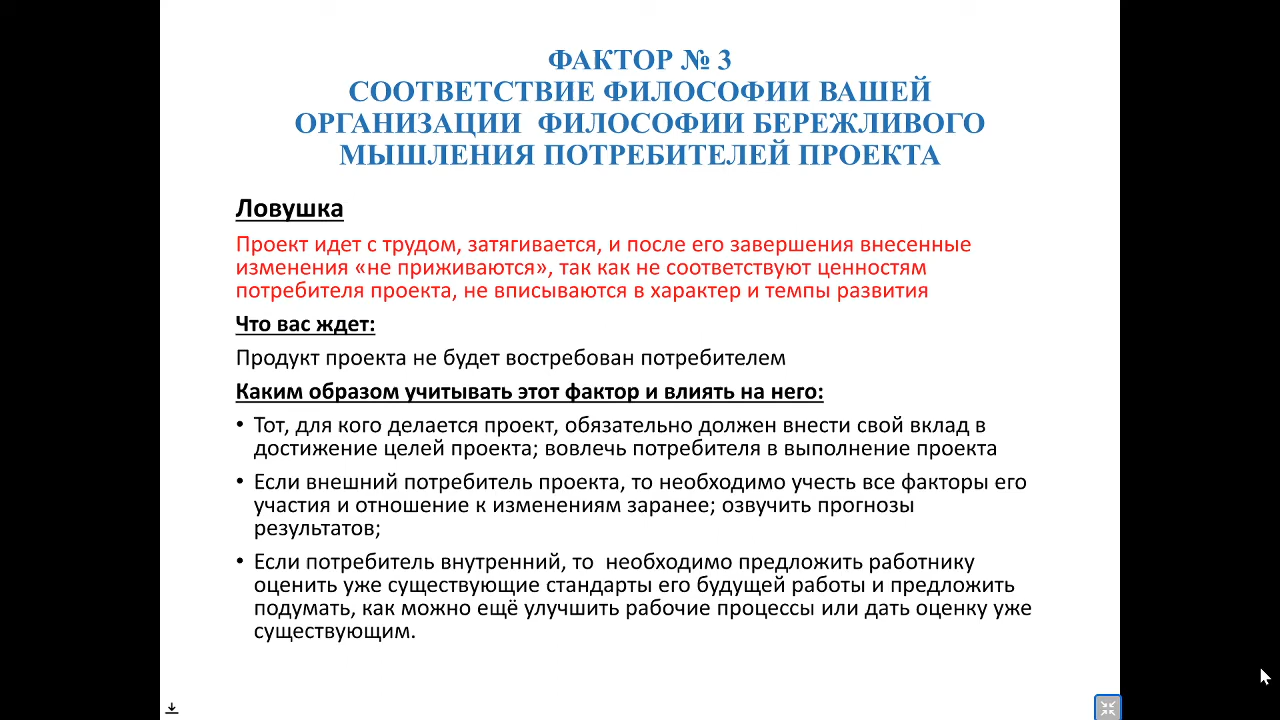 ФАКТОР № 3
СООТВЕТСТВИЕ ФИЛОСОФИИ ВАШЕЙ
ОРГАНИЗАЦИИ ФИЛОСОФИИ БЕРЕЖЛИВОГО
МЫШЛЕНИЯ ПОТРЕБИТЕЛЕЙ ПРОЕКТА
Ловушка
Проект идет с трудом, затягивается, и после его завершения внесенные
изменения «не приживаются», так как не соответствуют ценностям
потребителя проекта, не вписываются в характер и темпы развития
Что вас ждет:
Продукт проекта не будет востребован потребителем
Каким образом учитывать этот фактор и влиять на него:
• Тот, для кого делается проект, обязательно должен внести свой вклад в
достижение целей проекта; вовлечь потребителя в выполнение проекта
• Если внешний потребитель проекта, то необходимо учесть все факторы его
участия и отношение к изменениям заранее; озвучить прогнозы
результатов;
• Если потребитель внутренний, то необходимо предложить работнику
оценить уже существующие стандарты его будущей работы и предложить
подумать, как можно ещё улучшить рабочие процессы или дать оценку уже
существующим.